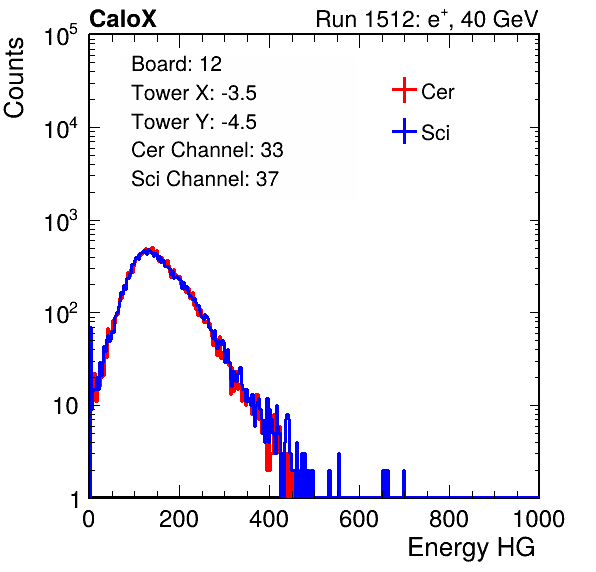 CaloX Run 1512: e⁺, 40 GeV
Board: 12
Tower X: -3.5
Tower Y: -4.5
Cer Channel: 33
Sci Channel: 37
Cer
Sci
Counts
10⁵
10⁴
10³
10²
10
1
0 200 400 600 800 1000
Energy HG